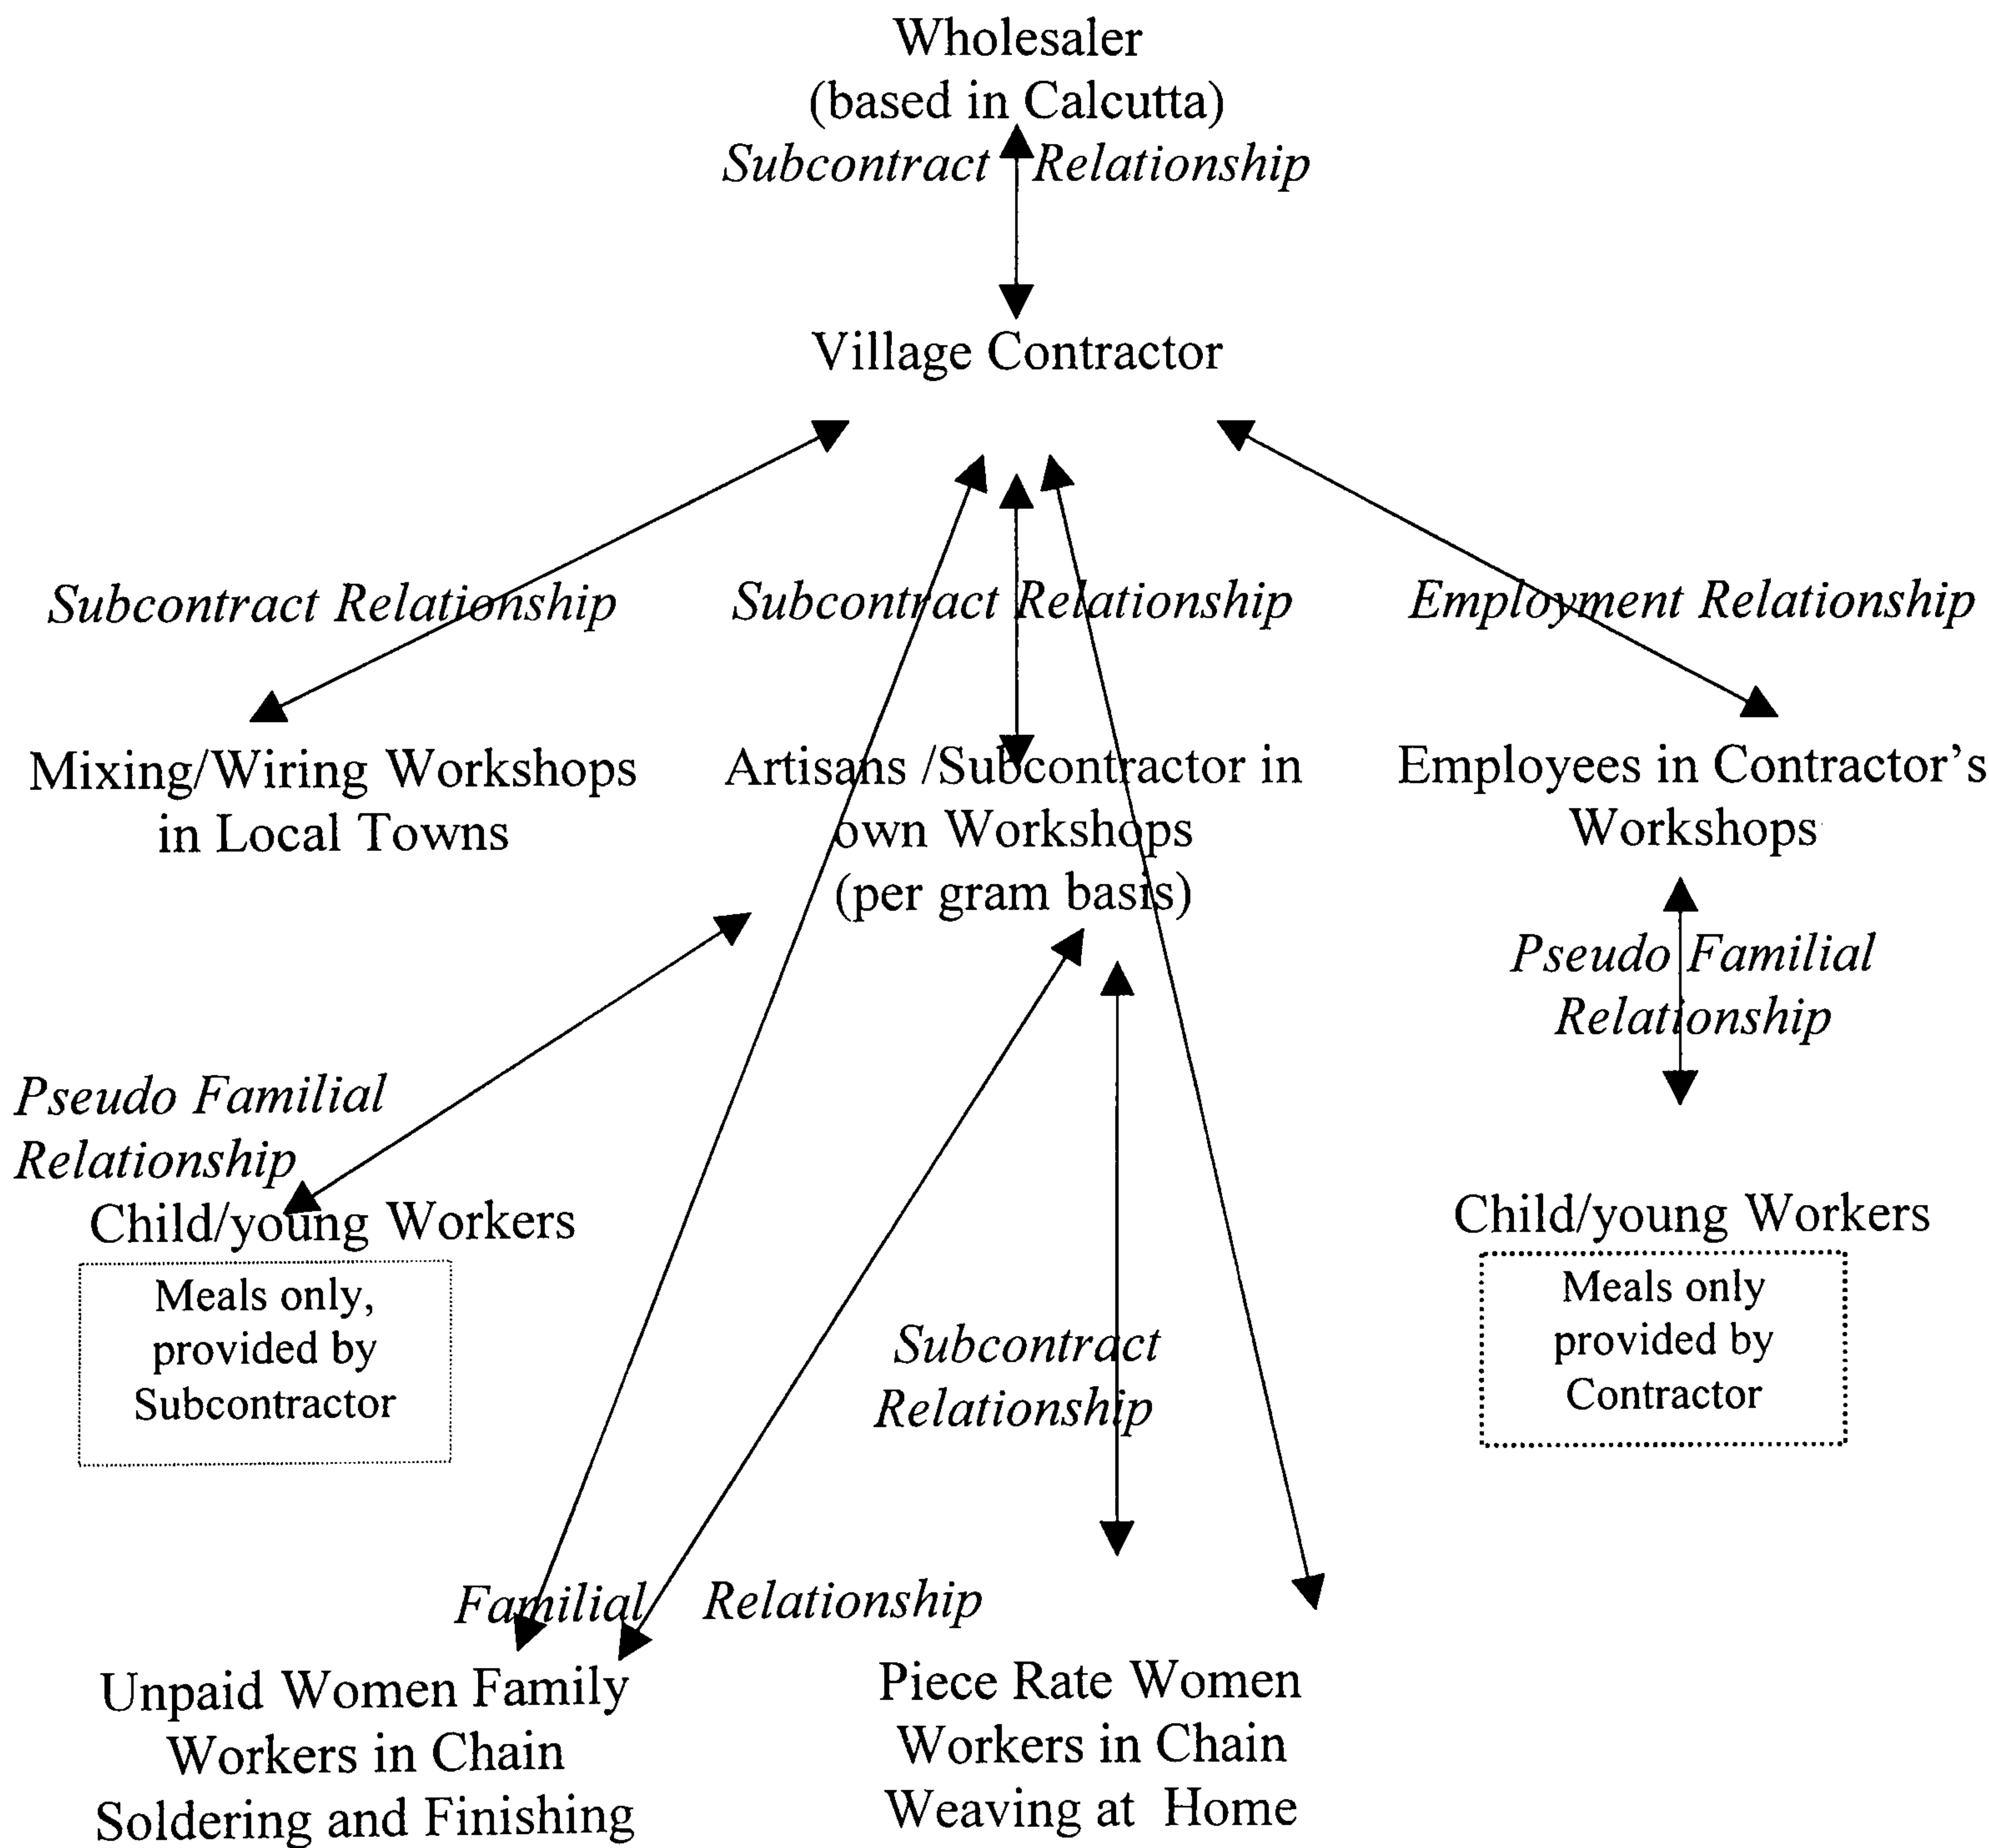 Wholesaler
(based in Calcutta)
Subcontract Relationship
Village Contractor
Subcontract Relationship
Subcontract Relationship
Employment Relationship
Mixing/Wiring Workshops
in Local Towns
Artisans /Subcontractor in
own Workshops
(per gram basis)
Employees in Contractor's
Workshops
Pseudo Familial
Relationship
Pseudo Familial
Relationship
Child/young Workers
Meals only,
provided by
Subcontractor
Child/young Workers
Meals only
provided by
Contractor
Subcontract
Relationship
Familial Relationship
Unpaid Women Family
Workers in Chain
Soldering and Finishing
Piece Rate Women
Workers in Chain
Weaving at Home